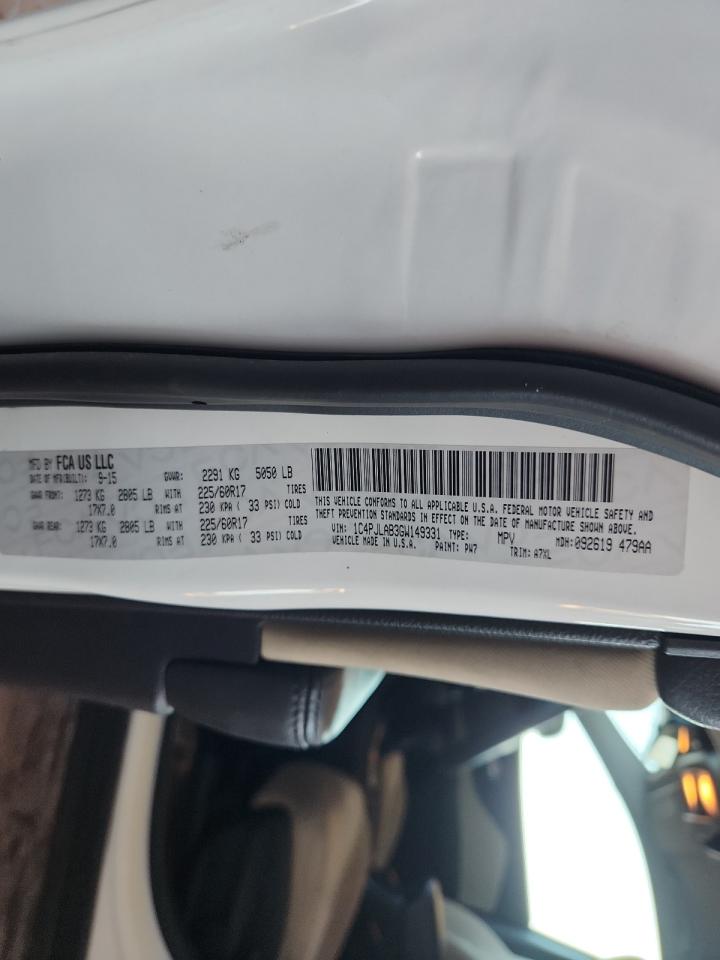 MFD BY FCA US LLC
DATE OF MFR(BUILT): 9-15 GVWR: 2291 KG 5050 LB
GAWR FRONT: 1273 KG 2805 LB WITH 225/60R17 TIRES
17X7.0 RIMS AT 230 KPA ( 33 PSI) COLD
GAWR REAR: 1273 KG 2805 LB WITH 225/60R17 TIRES
17X7.0 RIMS AT 230 KPA ( 33 PSI) COLD
THIS VEHICLE CONFORMS TO ALL APPLICABLE U.S.A. FEDERAL MOTOR VEHICLE SAFETY AND
THEFT PREVENTION STANDARDS IN EFFECT ON THE DATE OF MANUFACTURE SHOWN ABOVE.
VIN: 1C4PJLAB3GW149331 TYPE: MPV MDH: 092619 479AA
VEHICLE MADE IN U.S.A. PAINT: PW7 TRIM: A7XL